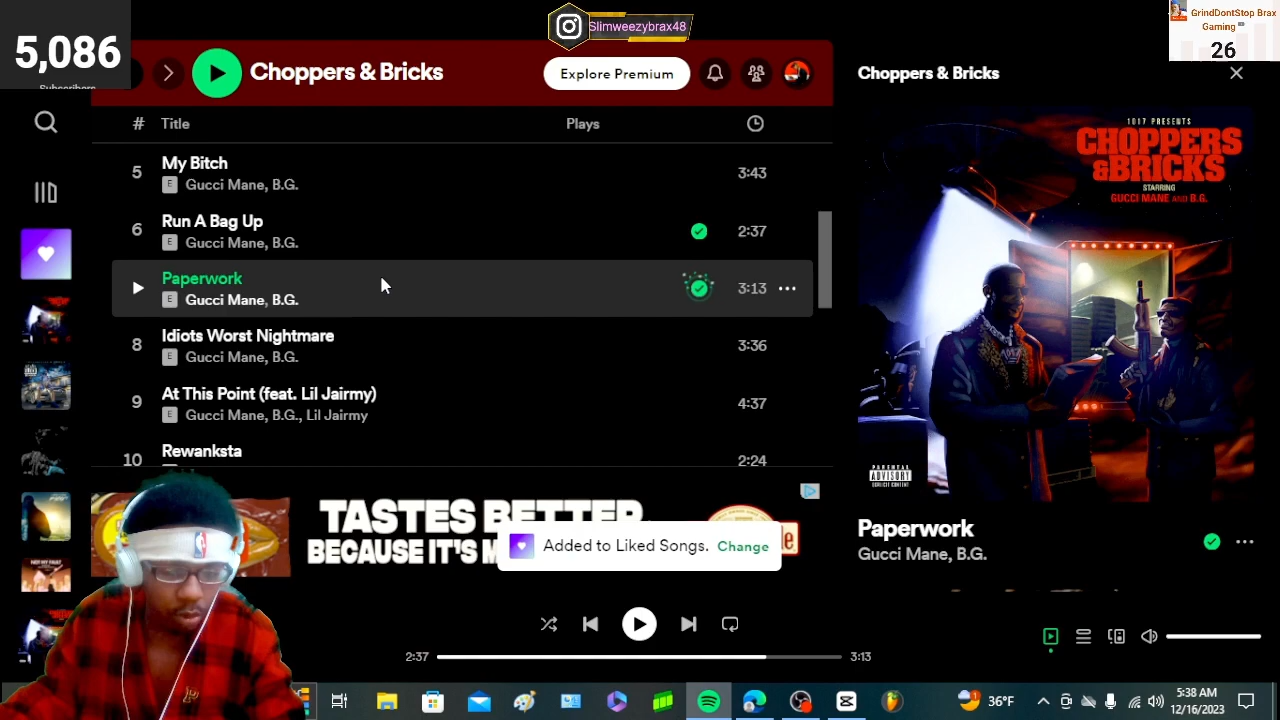 5,086
Subscribers
Slimweezybrax48
GrindDontStop Brax
Gaming
26
Choppers & Bricks
Explore Premium
# Title Plays
5 My Bitch 3:43
E Gucci Mane, B.G.
6 Run A Bag Up 2:37
E Gucci Mane, B.G.
Paperwork 3:13
E Gucci Mane, B.G.
8 Idiots Worst Nightmare 3:36
E Gucci Mane, B.G.
9 At This Point (feat. Lil Jairmy) 4:37
E Gucci Mane, B.G., Lil Jairmy
10 Rewanksta 2:24
TASTES BETTER
BECAUSE IT'S
Added to Liked Songs. Change
2:37 3:13
Choppers & Bricks
1017 PRESENTS
CHOPPERS
&BRICKS
STARRING
GUCCI MANE AND B.G.
PARENTAL
ADVISORY
EXPLICIT CONTENT
Paperwork
Gucci Mane, B.G.
36°F
5:38 AM
12/16/2023